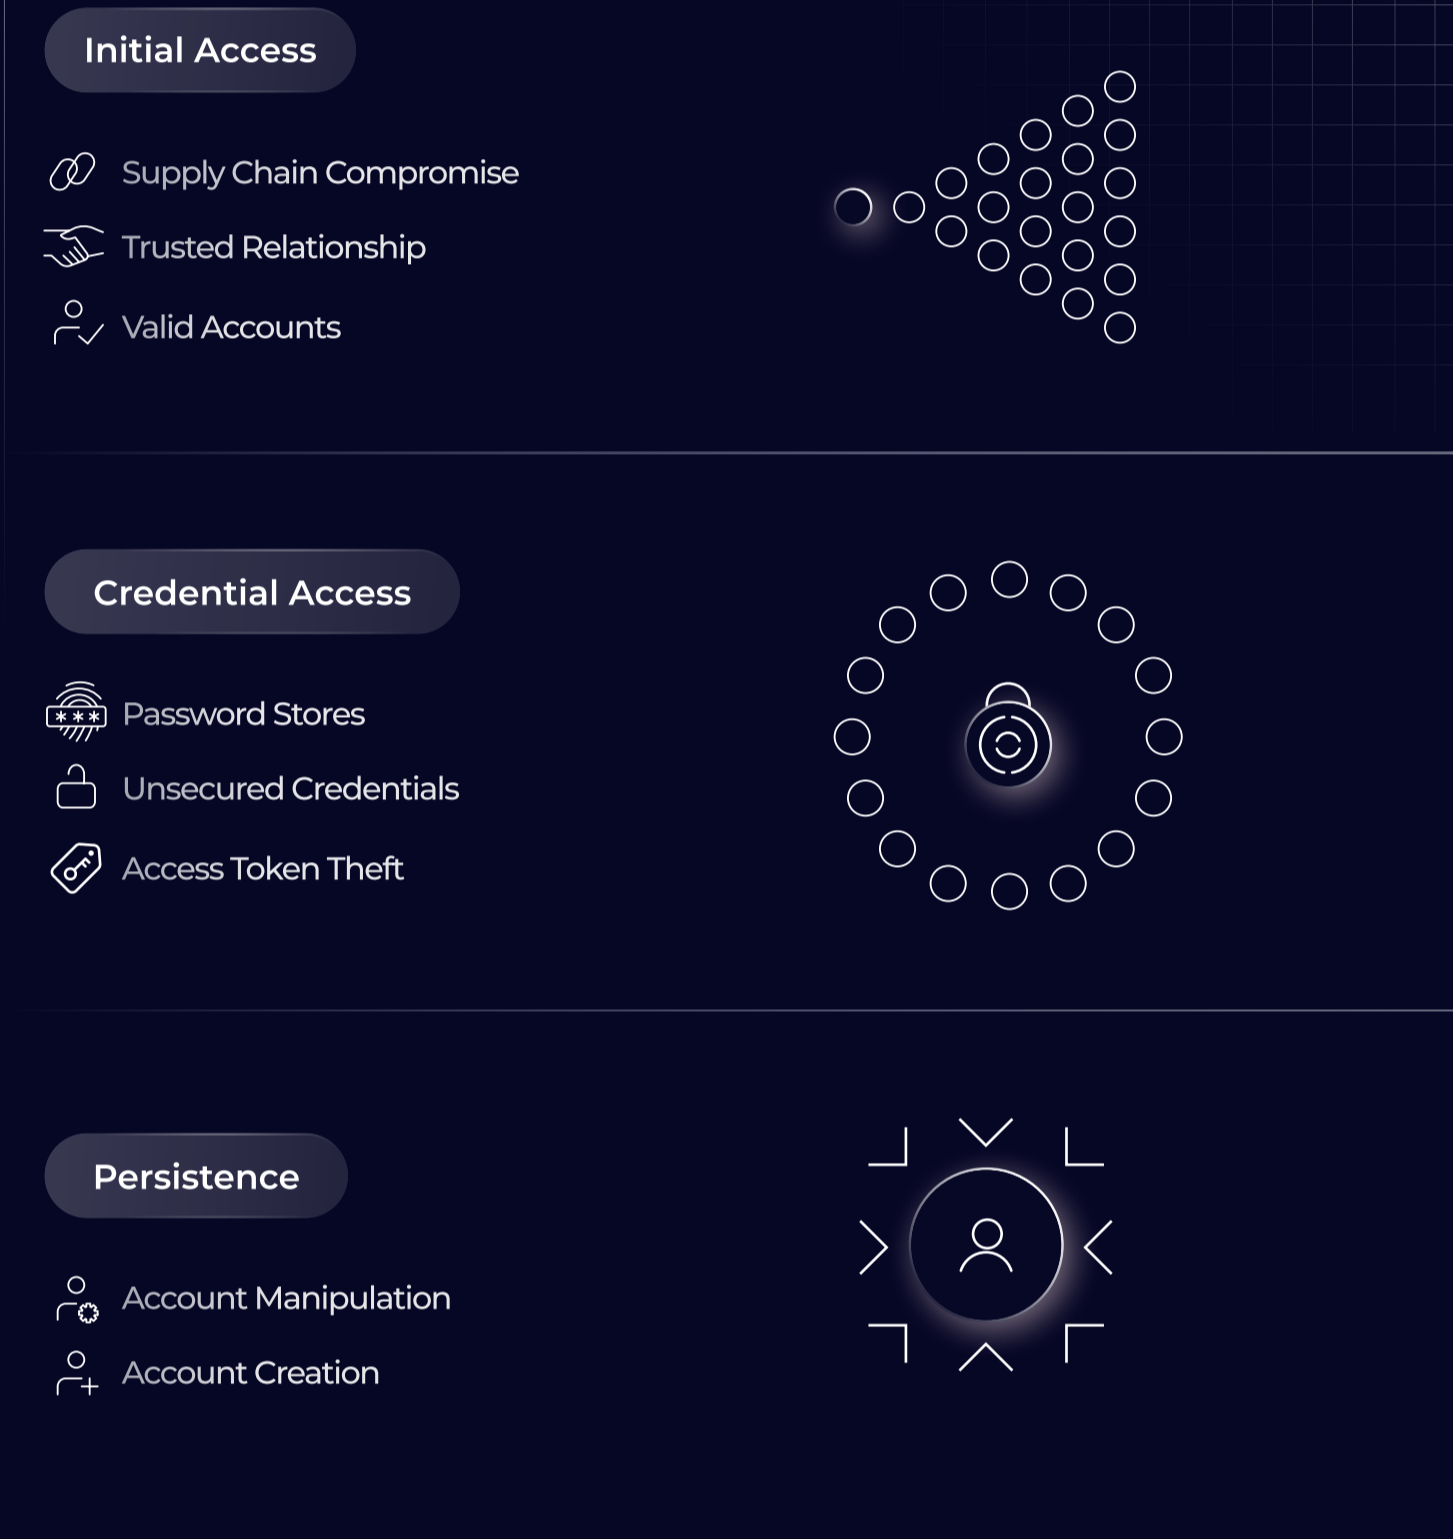 Initial Access
Supply Chain Compromise
Trusted Relationship
Valid Accounts
Credential Access
***
Password Stores
Unsecured Credentials
Access Token Theft
Persistence
Account Manipulation
Account Creation